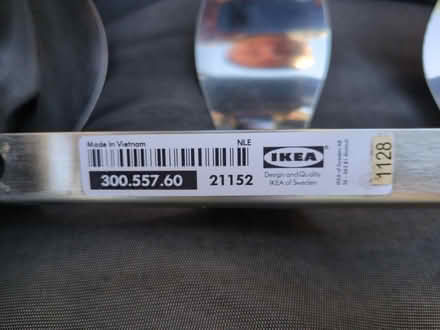 Made in Vietnam
NLE
300.557.60
21152
IKEA
Design and Quality
IKEA of Sweden
1128